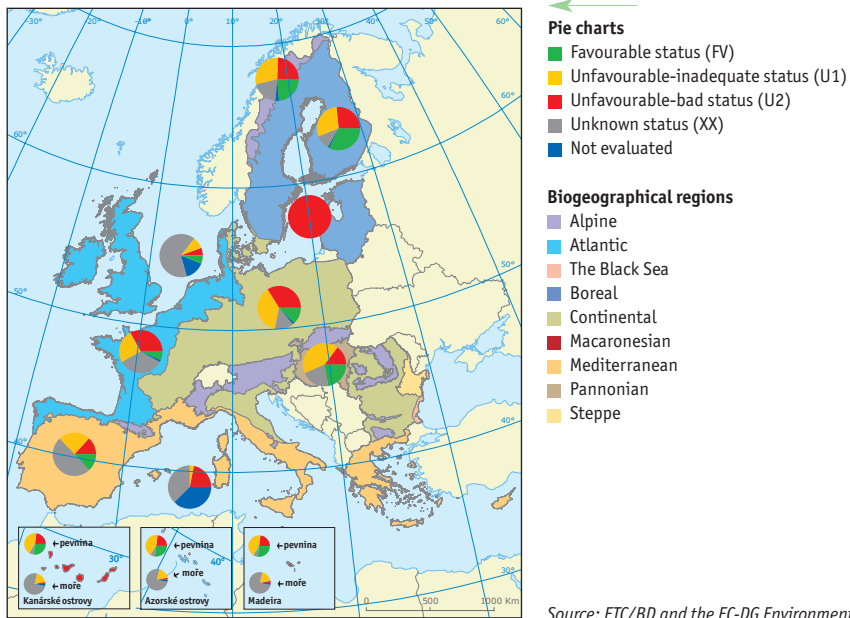 -30°
-20°
-10°
0°
10°
20°
30°
40°
50°
60°
70°
60°
60°
50°
50°
40°
40°
30°
pevnina
30°
moře
Kanárské ostrovy
pevnina
40°
moře
Azorské ostrovy
pevnina
moře
Madeira
0 500 1000 Km
Pie charts
Favourable status (FV)
Unfavourable-inadequate status (U1)
Unfavourable-bad status (U2)
Unknown status (XX)
Not evaluated
Biogeographical regions
Alpine
Atlantic
The Black Sea
Boreal
Continental
Macaronesian
Mediterranean
Pannonian
Steppe
Source: ETC/BD and the EC-DG Environment